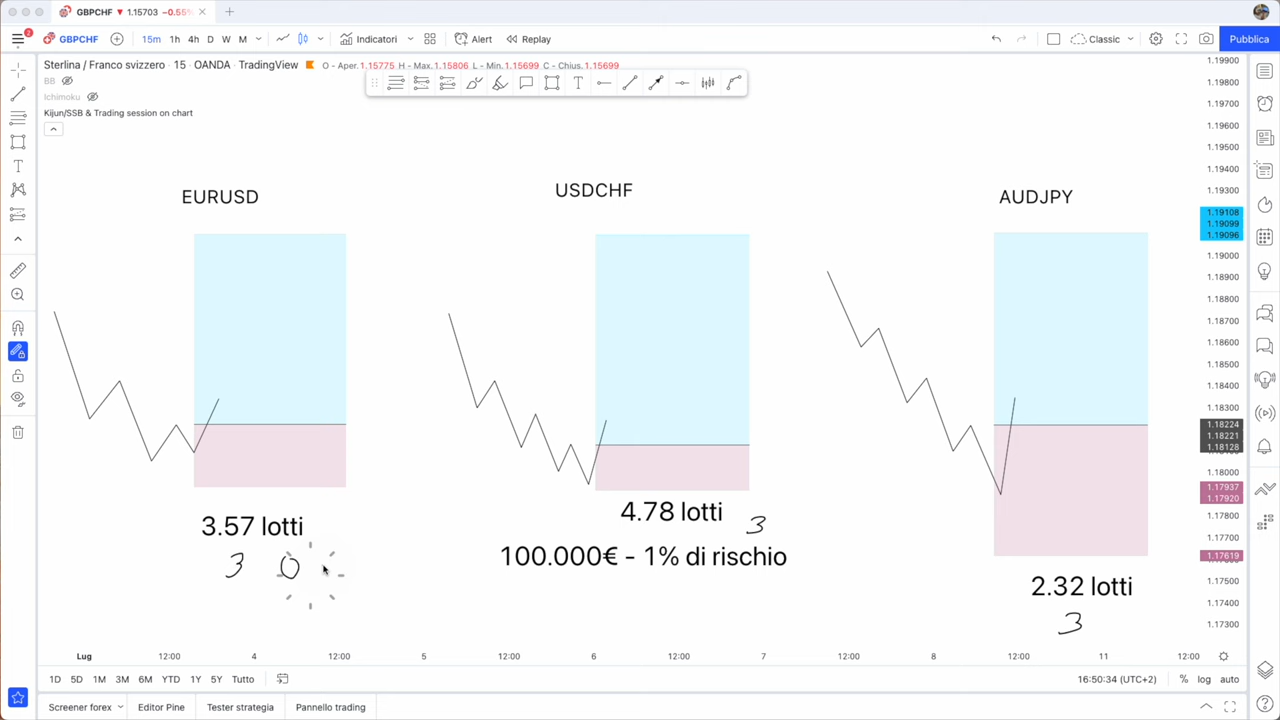 GBPCHF ▼ 1.15703 −0.55%
2
GBPCHF 15m 1h 4h D W M Indicatori Alert Replay Classic Pubblica
Sterlina / Franco svizzero · 15 · OANDA · TradingView O - Aper.1.15775 H - Max.1.15806 L - Min.1.15699 C - Chius.1.15699
BB
Ichimoku
Kijun/SSB & Trading session on chart
EURUSD
USDCHF
AUDJPY
3.57 lotti
3 0
4.78 lotti
3
100.000€ - 1% di rischio
2.32 lotti
3
1.19900
1.19800
1.19700
1.19600
1.19500
1.19400
1.19300
1.19108
1.19099
1.19096
1.19000
1.18900
1.18800
1.18700
1.18600
1.18500
1.18400
1.18300
1.18224
1.18221
1.18128
1.18000
1.17937
1.17920
1.17800
1.17700
1.17619
1.17500
1.17400
1.17300
Lug 12:00 4 12:00 5 12:00 6 12:00 7 12:00 8 12:00 11 12:00
1D 5D 1M 3M 6M YTD 1Y 5Y Tutto 16:50:34 (UTC+2) % log auto
Screener forex Editor Pine Tester strategia Pannello trading